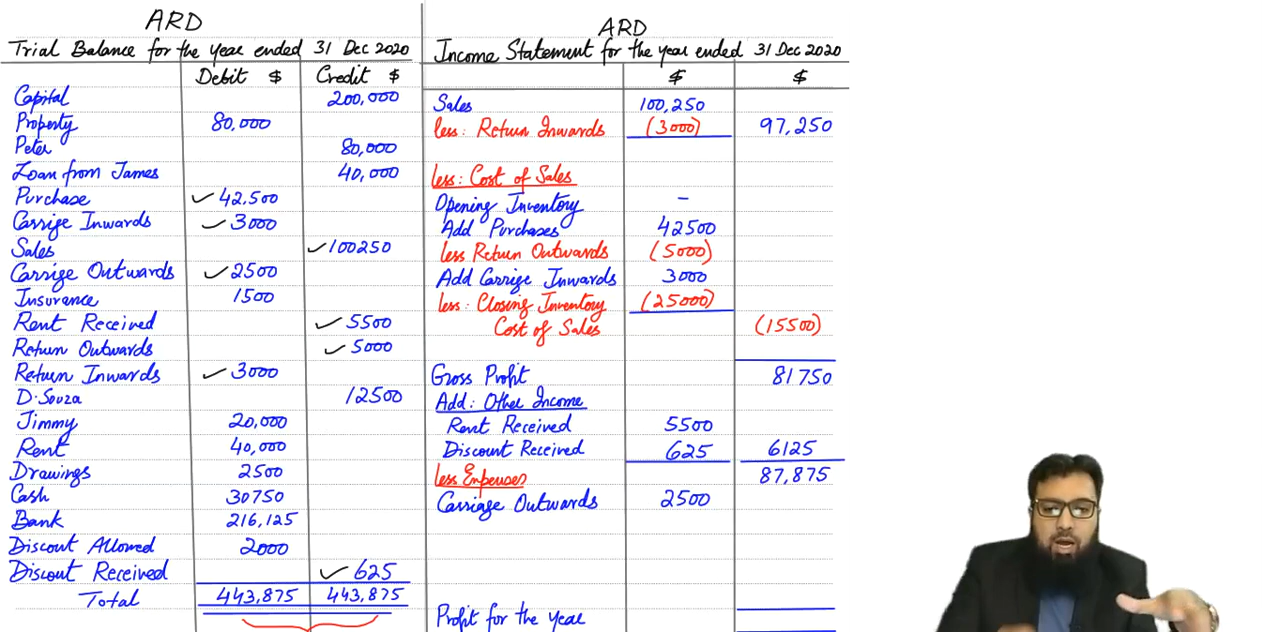 ARD
Trial Balance for the year ended 31 Dec 2020
Debit $ Credit $
Capital 200,000
Property 80,000
Peter 80,000
Loan from James 40,000
Purchase ✓ 42,500
Carrige Inwards ✓ 3000
Sales ✓ 100250
Carrige Outwards ✓ 2500
Insurance 1500
Rent Received ✓ 5500
Return Outwards ✓ 5000
Return Inwards ✓ 3000
D.Souza 12500
Jimmy 20,000
Rent 40,000
Drawings 2500
Cash 30750
Bank 216,125
Discout Allowed 2000
Discout Received ✓ 625
Total 443,875 443,875
ARD
Income Statement for the year ended 31 Dec 2020
$ $
Sales 100,250
less: Return Inwards (3000) 97,250
less: Cost of Sales
Opening Inventory -
Add Purchases 42500
less Return Outwards (5000)
Add Carrige Inwards 3000
less: Closing Inventory (25000)
Cost of Sales (15500)
Gross Profit 81750
Add: Other Income
Rent Received 5500
Discout Received 625 6125
less Expenses 87,875
Carriage Outwards 2500
Profit for the year